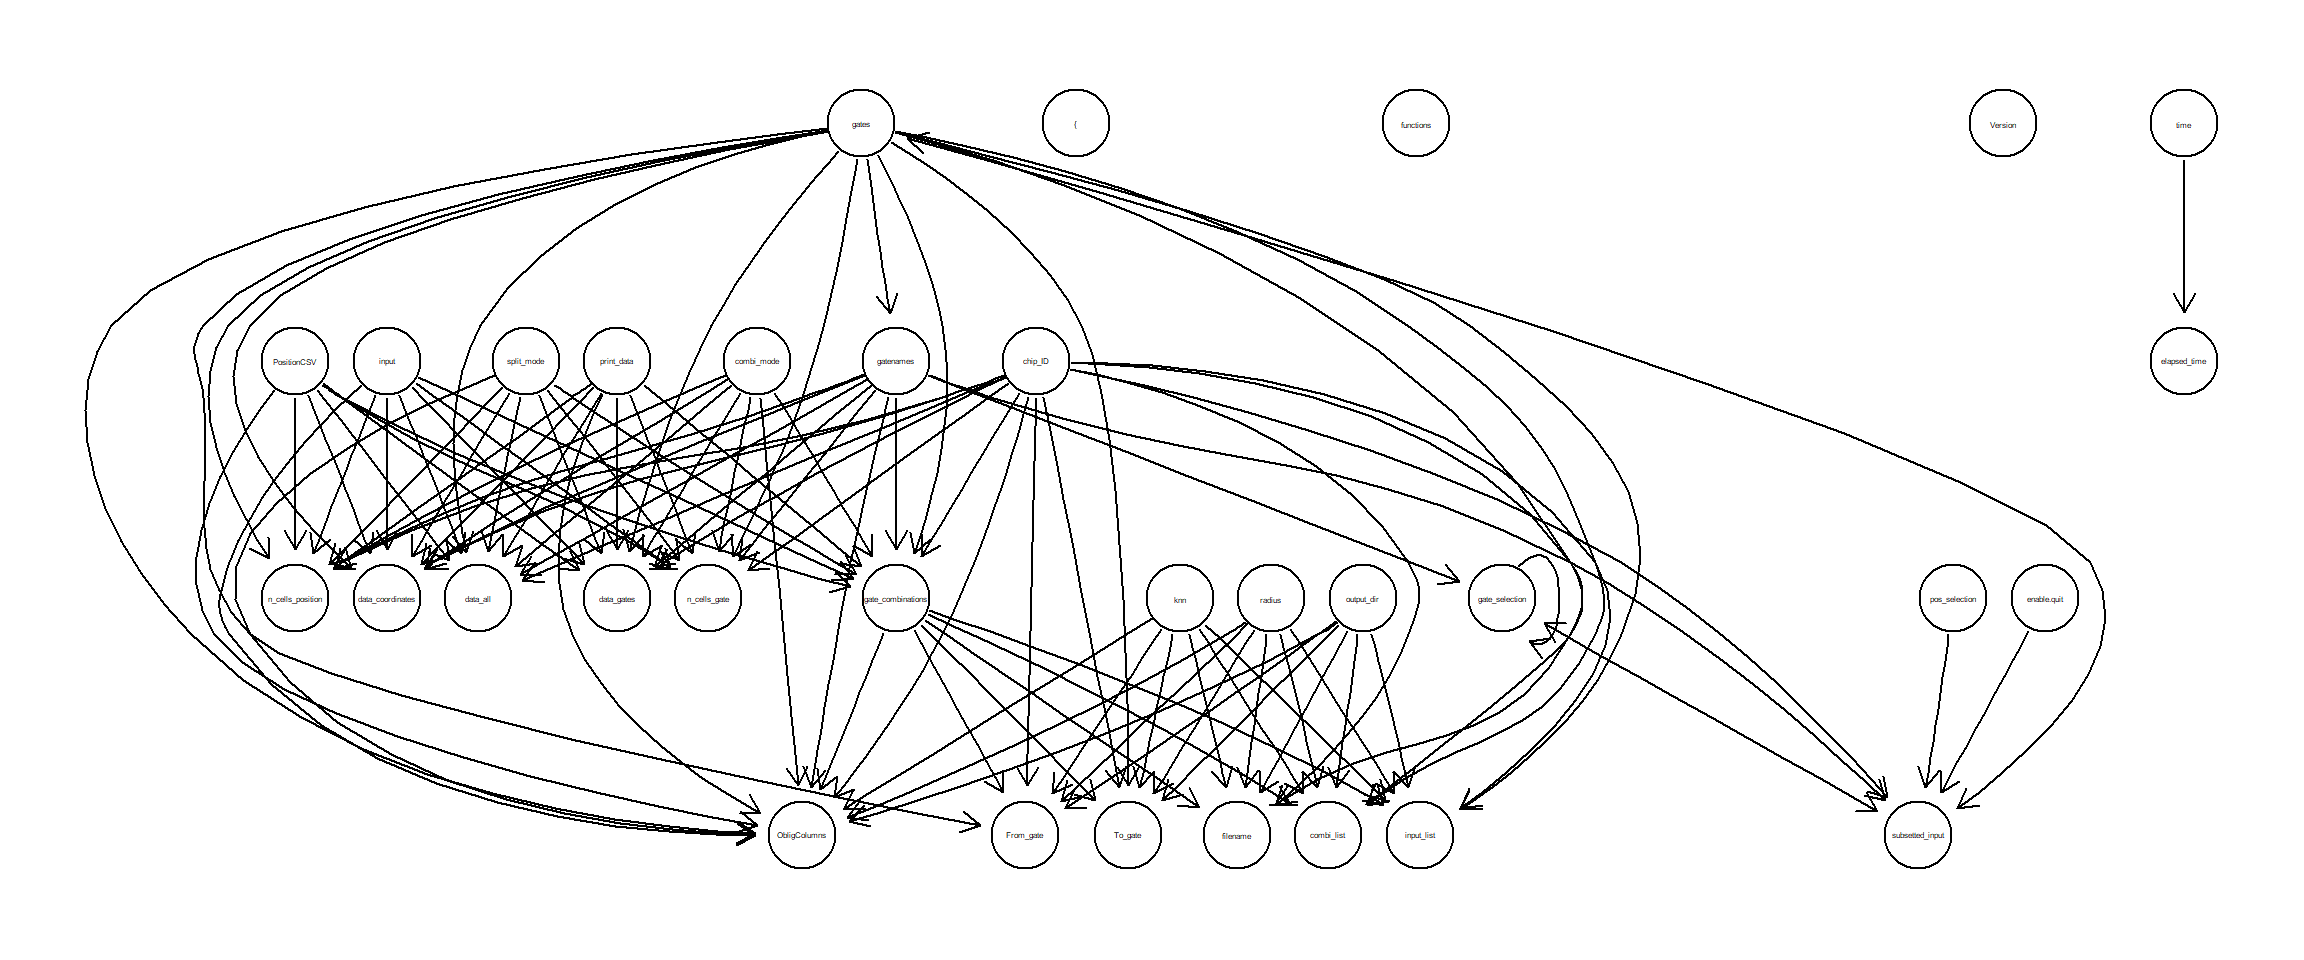 gates
{
functions
Version
time
PositionCSV
input
split_mode
print_data
combi_mode
gatenames
chip_ID
elapsed_time
n_cells_position
data_coordinates
data_all
data_gates
n_cells_gate
gate_combinations
knn
radius
output_dir
gate_selection
pos_selection
enable.quit
ObligColumns
From_gate
To_gate
filename
combi_list
input_list
subsetted_input